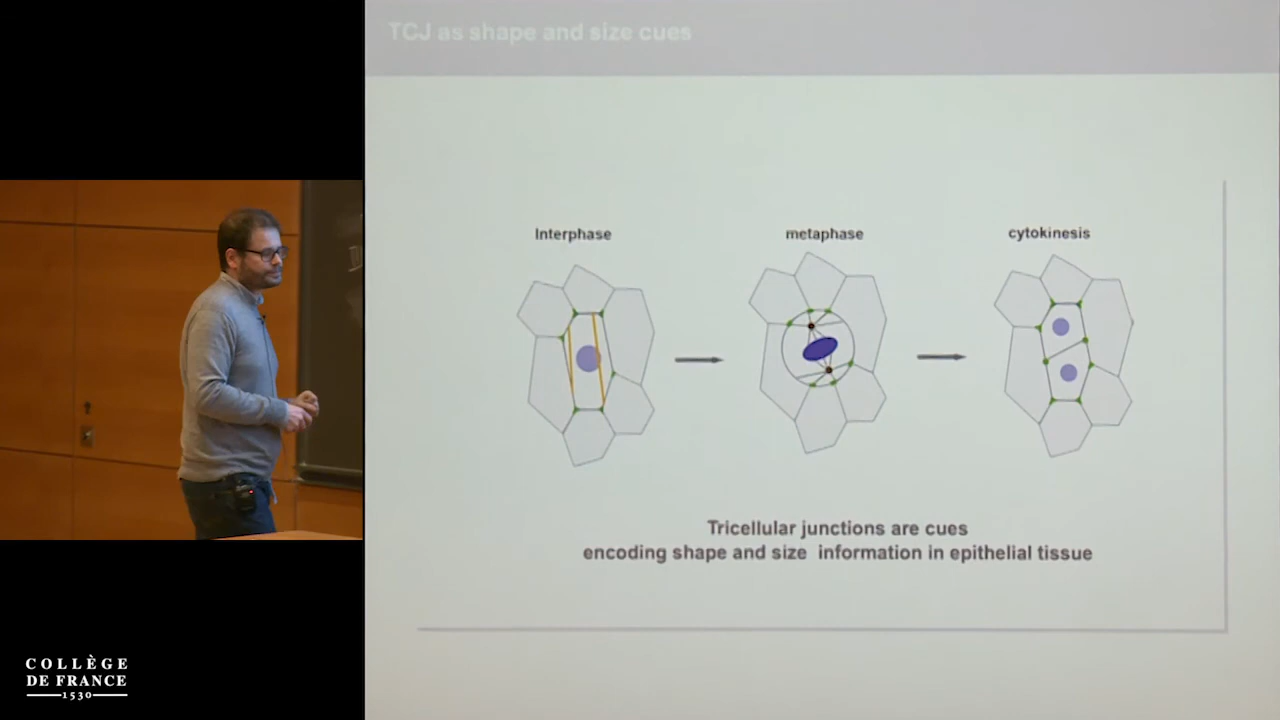 TCJ as shape and size cues
Interphase
metaphase
cytokinesis
Tricellular junctions are cues
encoding shape and size information in epithelial tissue
COLLÈGE
DE FRANCE
1530